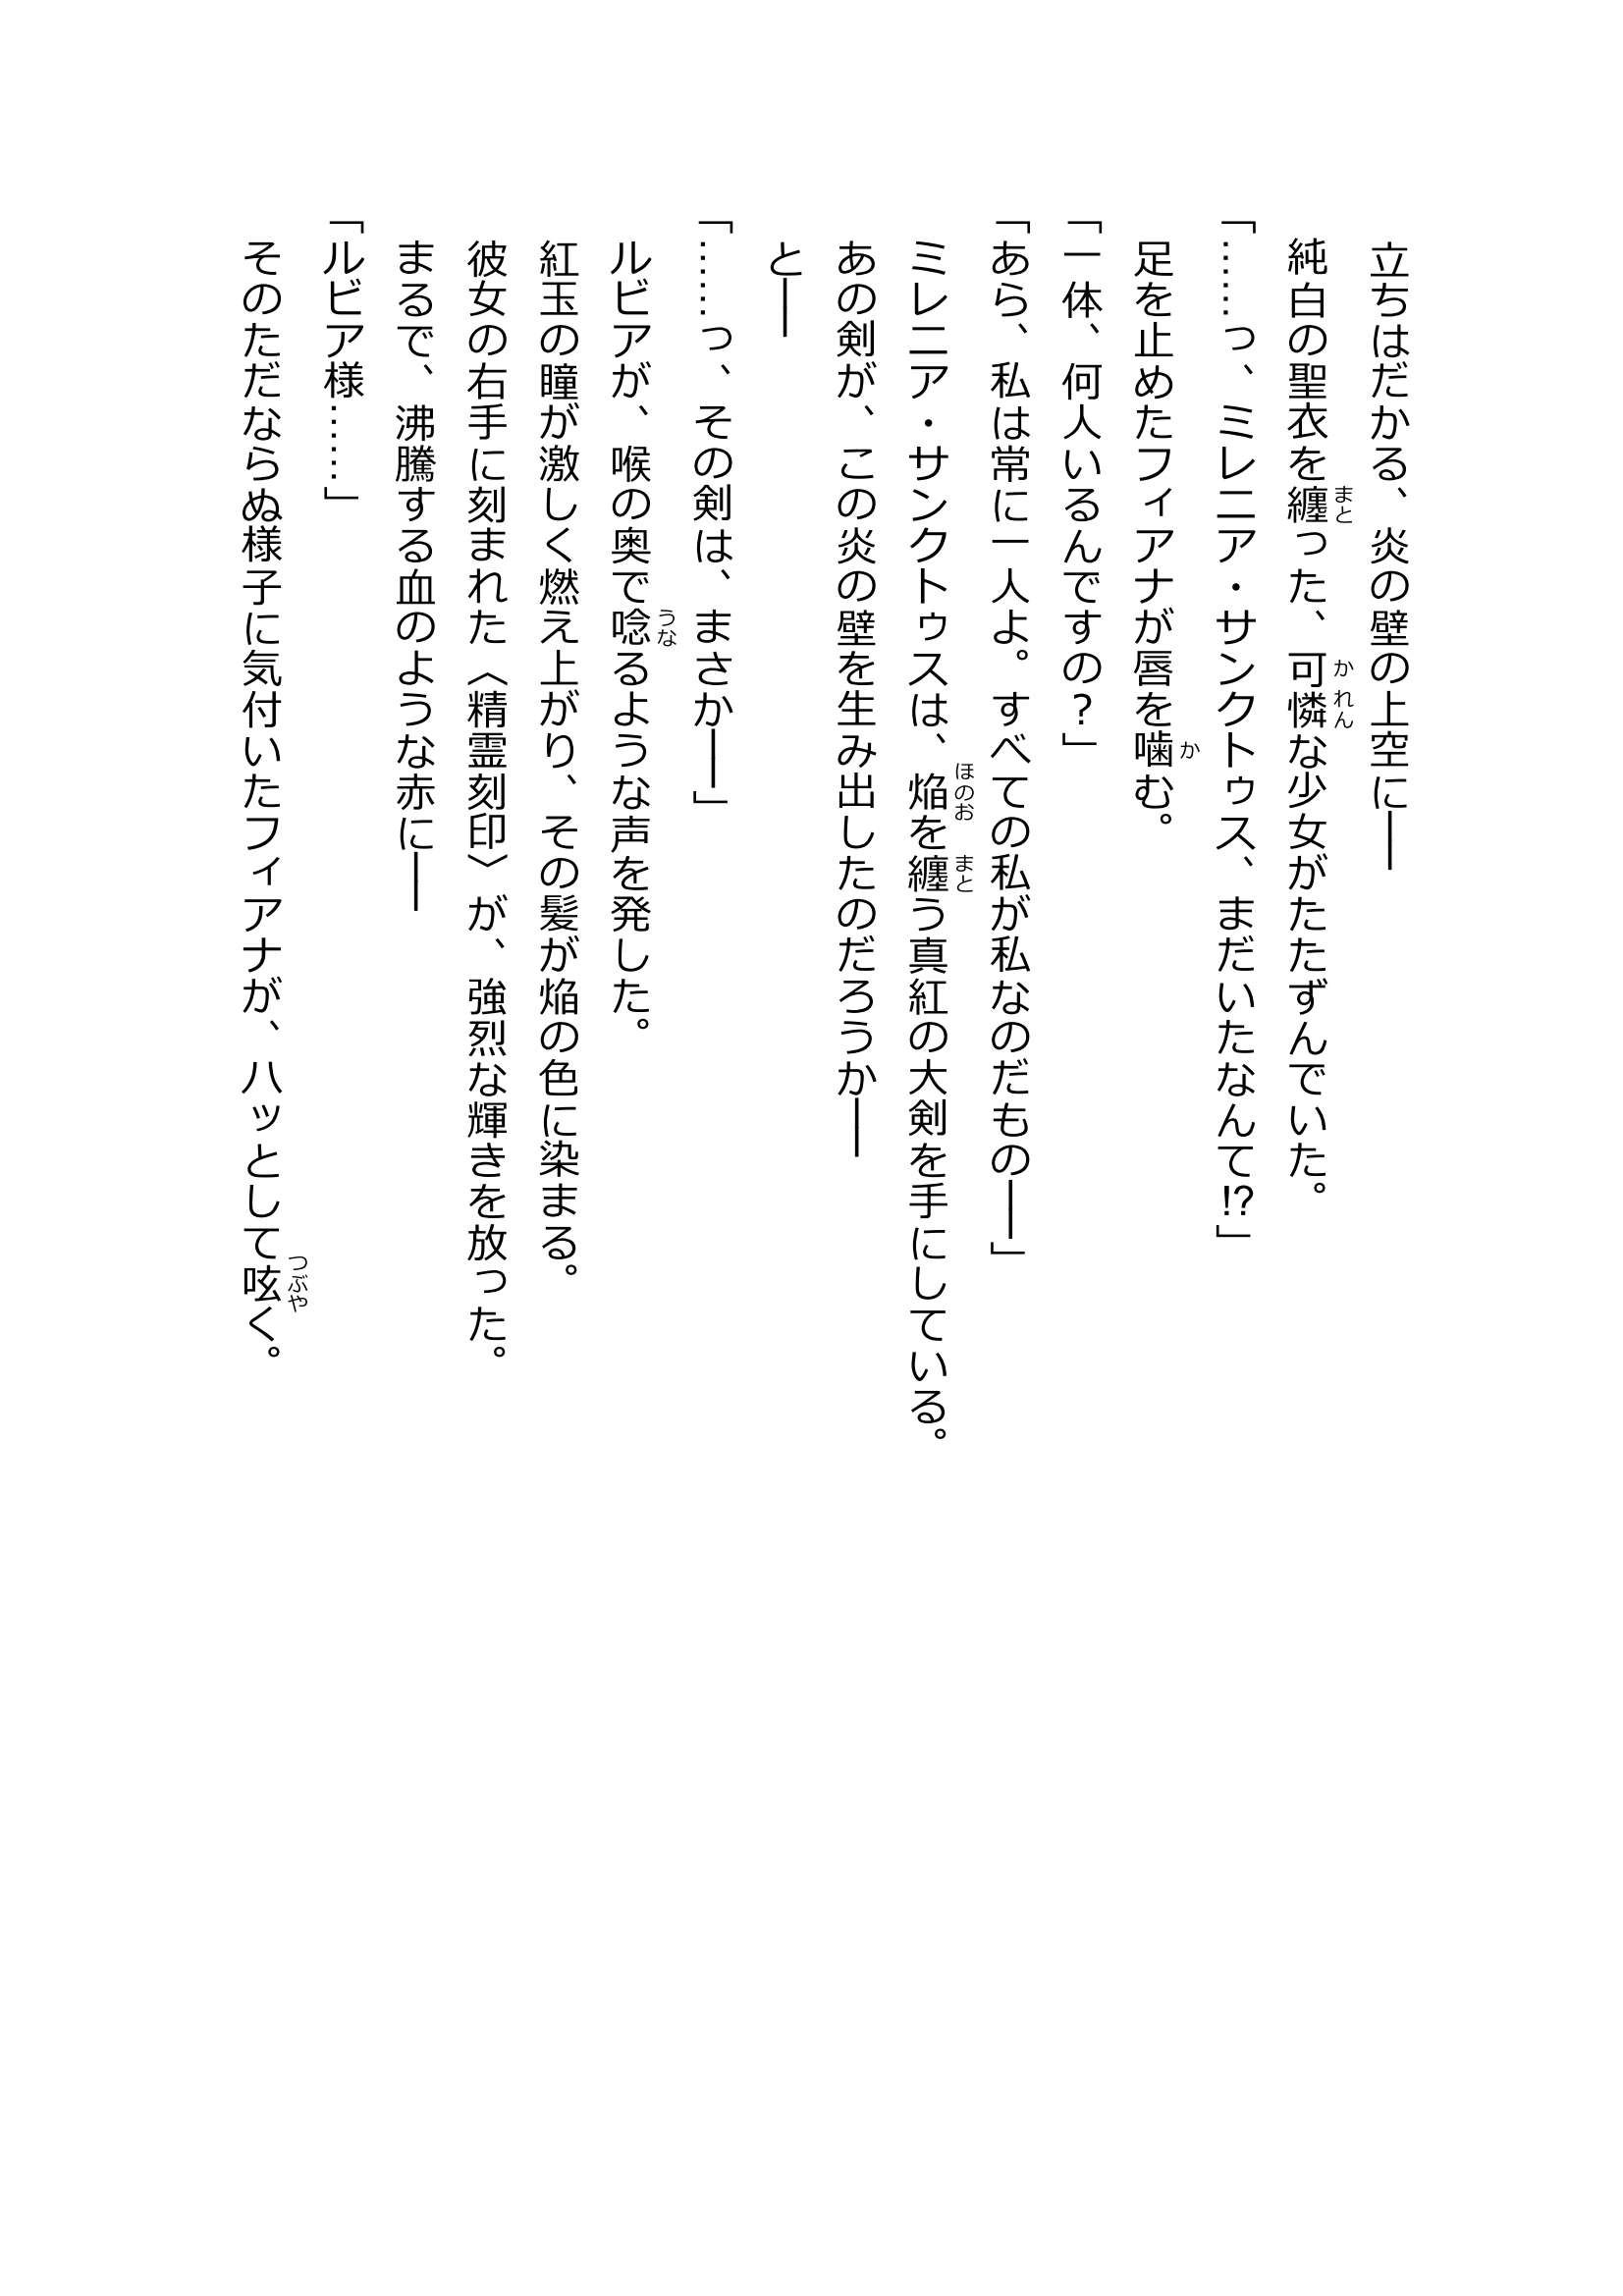 立ちはだかる、炎の壁の上空に――
純白の聖衣を纏った、可憐な少女がたたずんでいた。
「……っ、ミレニア・サンクトゥス、まだいたなんて!?」
足を止めたフィアナが唇を噛む。
「一体、何人いるんですの？」
「あら、私は常に一人よ。すべての私が私なのだもの――」
ミレニア・サンクトゥスは、焔を纏う真紅の大剣を手にしている。
あの剣が、この炎の壁を生み出したのだろうか――
と――
「……っ、その剣は、まさか――」
ルビアが、喉の奥で唸るような声を発した。
紅玉の瞳が激しく燃え上がり、その髪が焔の色に染まる。
彼女の右手に刻まれた〈精霊刻印〉が、強烈な輝きを放った。
まるで、沸騰する血のような赤に――
「ルビア様……」
そのただならぬ様子に気付いたフィアナが、ハッとして呟く。